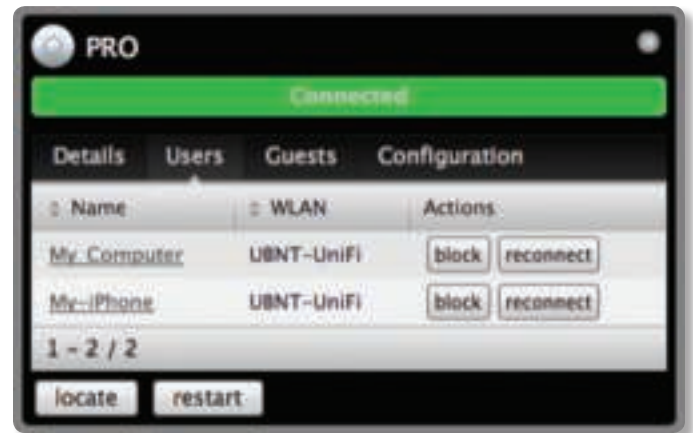 PRO
Connected
Details Users Guests Configuration
Name WLAN Actions
My Computer UBNT-UniFi block reconnect
My-iPhone UBNT-UniFi block reconnect
1 - 2 / 2
locate restart